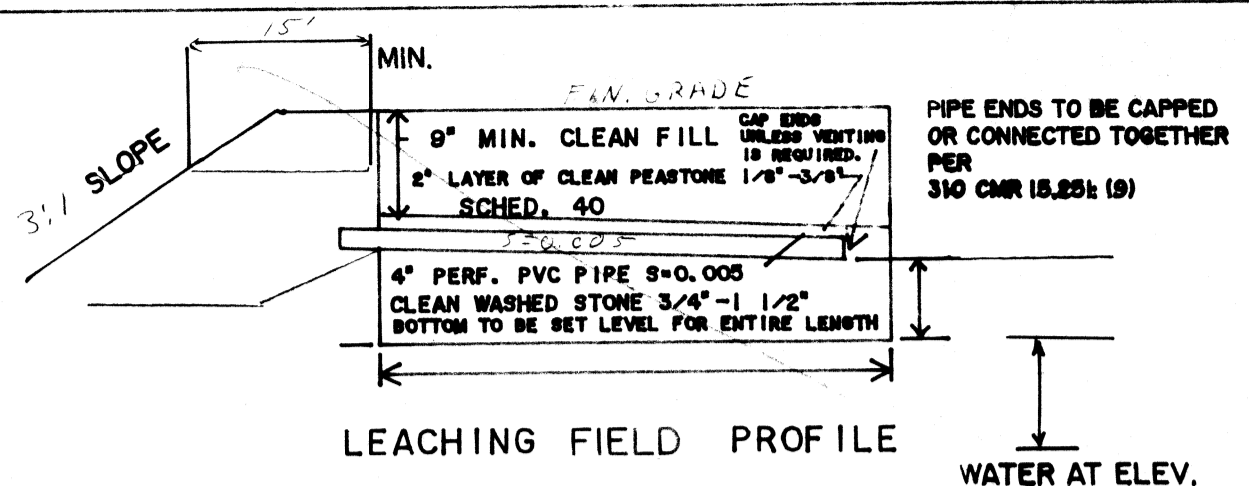 15'
MIN.
FIN. GRADE
3:1 SLOPE
9" MIN. CLEAN FILL
CAP ENDS
UNLESS VENTING
IS REQUIRED.
2" LAYER OF CLEAN PEASTONE 1/8"-3/8"
SCHED. 40
S=0.005
4" PERF. PVC PIPE S=0.005
CLEAN WASHED STONE 3/4"-1 1/2"
BOTTOM TO BE SET LEVEL FOR ENTIRE LENGTH
PIPE ENDS TO BE CAPPED
OR CONNECTED TOGETHER
PER
310 CMR 15.251: (9)
LEACHING FIELD PROFILE
WATER AT ELEV.